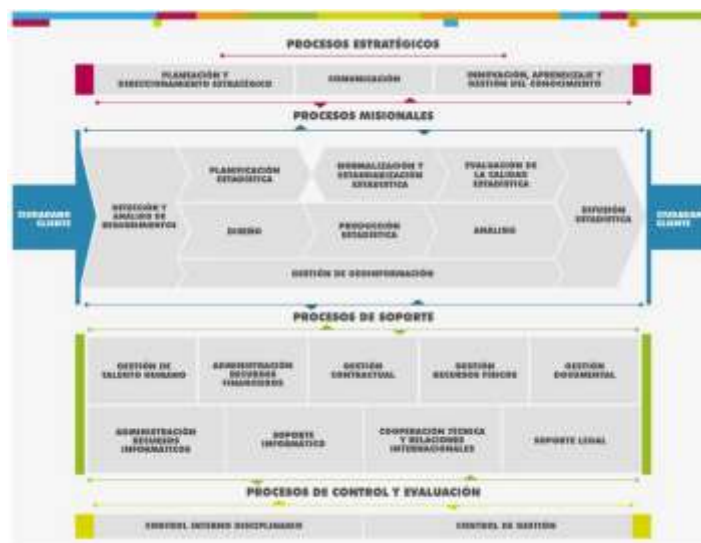 PROCESOS ESTRATÉGICOS
PLANEACIÓN Y
DIRECCIONAMIENTO ESTRATÉGICO
COMUNICACIÓN
INNOVACIÓN, APRENDIZAJE Y
GESTIÓN DEL CONOCIMIENTO
PROCESOS MISIONALES
CIUDADANO
CLIENTE
DETECCIÓN Y
ANÁLISIS DE
REQUERIMIENTOS
PLANIFICACIÓN
ESTADÍSTICA
NORMALIZACIÓN Y
ESTANDARIZACIÓN
ESTADÍSTICA
EVALUACIÓN DE
LA CALIDAD
ESTADÍSTICA
DISEÑO
PRODUCCIÓN
ESTADÍSTICA
ANÁLISIS
GESTIÓN DE GEOINFORMACIÓN
DIFUSIÓN
ESTADÍSTICA
CIUDADANO
CLIENTE
PROCESOS DE SOPORTE
GESTIÓN DE
TALENTO HUMANO
ADMINISTRACIÓN
RECURSOS
FINANCIEROS
GESTIÓN
CONTRACTUAL
GESTIÓN
RECURSOS FÍSICOS
GESTIÓN
DOCUMENTAL
ADMINISTRACIÓN
RECURSOS
INFORMÁTICOS
SOPORTE
INFORMÁTICO
COOPERACIÓN TÉCNICA
Y RELACIONES
INTERNACIONALES
SOPORTE LEGAL
PROCESOS DE CONTROL Y EVALUACIÓN
CONTROL INTERNO DISCIPLINARIO
CONTROL DE GESTIÓN